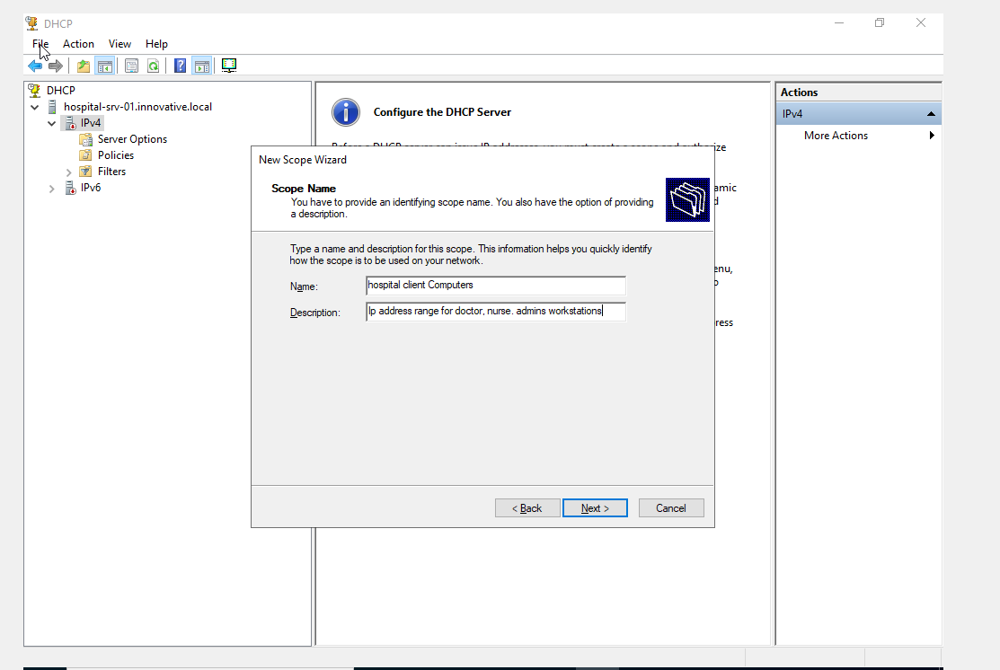 DHCP
File Action View Help
DHCP
hospital-srv-01.innovative.local
IPv4
Server Options
Policies
Filters
IPv6
Configure the DHCP Server
Before a DHCP server can issue IP addresses, you must create a scope and authorize
amic
d
enu,
o
ress
New Scope Wizard
Scope Name
You have to provide an identifying scope name. You also have the option of providing
a description.
Type a name and description for this scope. This information helps you quickly identify
how the scope is to be used on your network.
Name: hospital client Computers
Description: Ip address range for doctor, nurse. admins workstations
< Back Next > Cancel
Actions
IPv4
More Actions